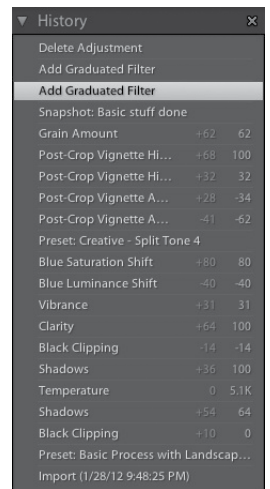 History
Delete Adjustment
Add Graduated Filter
Add Graduated Filter
Snapshot: Basic stuff done
Grain Amount +62 62
Post-Crop Vignette Hi... +68 100
Post-Crop Vignette Hi... +32 32
Post-Crop Vignette A... +28 -34
Post-Crop Vignette A... -41 -62
Preset: Creative - Split Tone 4
Blue Saturation Shift +80 80
Blue Luminance Shift -40 -40
Vibrance +31 31
Clarity +64 100
Black Clipping -14 -14
Shadows +36 100
Temperature 0 5.1K
Shadows +54 64
Black Clipping +10 0
Preset: Basic Process with Landscap...
Import (1/28/12 9:48:25 PM)